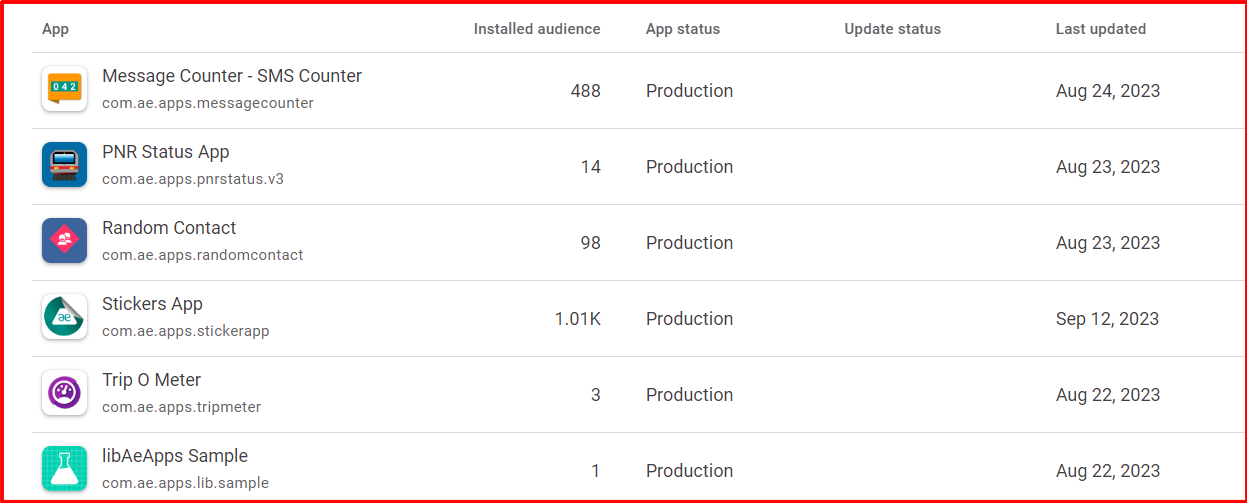 App Installed audience App status Update status Last updated
042
Message Counter - SMS Counter
com.ae.apps.messagecounter
488 Production Aug 24, 2023
PNR Status App
com.ae.apps.pnrstatus.v3
14 Production Aug 23, 2023
Random Contact
com.ae.apps.randomcontact
98 Production Aug 23, 2023
ae
Stickers App
com.ae.apps.stickerapp
1.01K Production Sep 12, 2023
Trip O Meter
com.ae.apps.tripmeter
3 Production Aug 22, 2023
libAeApps Sample
com.ae.apps.lib.sample
1 Production Aug 22, 2023